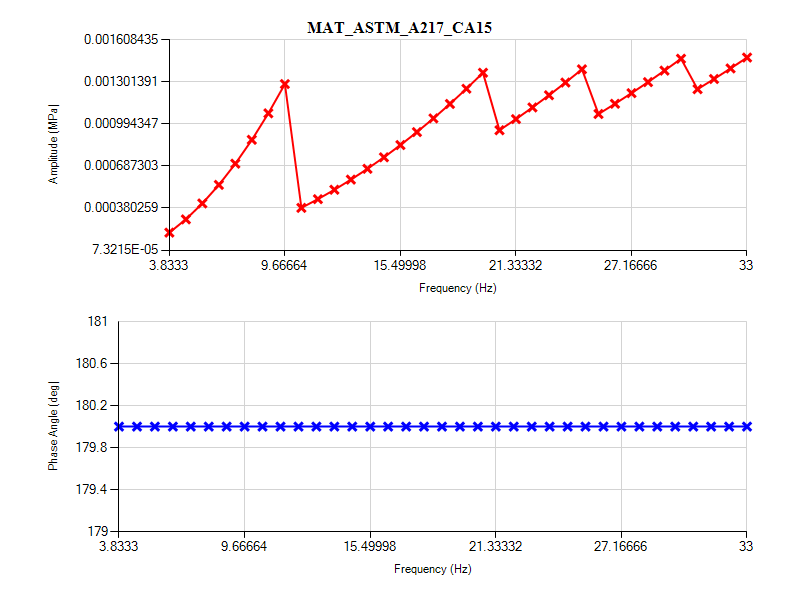 MAT_ASTM_A217_CA15
0.001608435
0.001301391
0.000994347
0.000687303
0.000380259
7.3215E-05
Amplitude [MPa]
3.8333 9.66664 15.49998 21.33332 27.16666 33
Frequency (Hz)
181
180.6
180.2
179.8
179.4
179
Phase Angle [deg]
3.8333 9.66664 15.49998 21.33332 27.16666 33
Frequency (Hz)